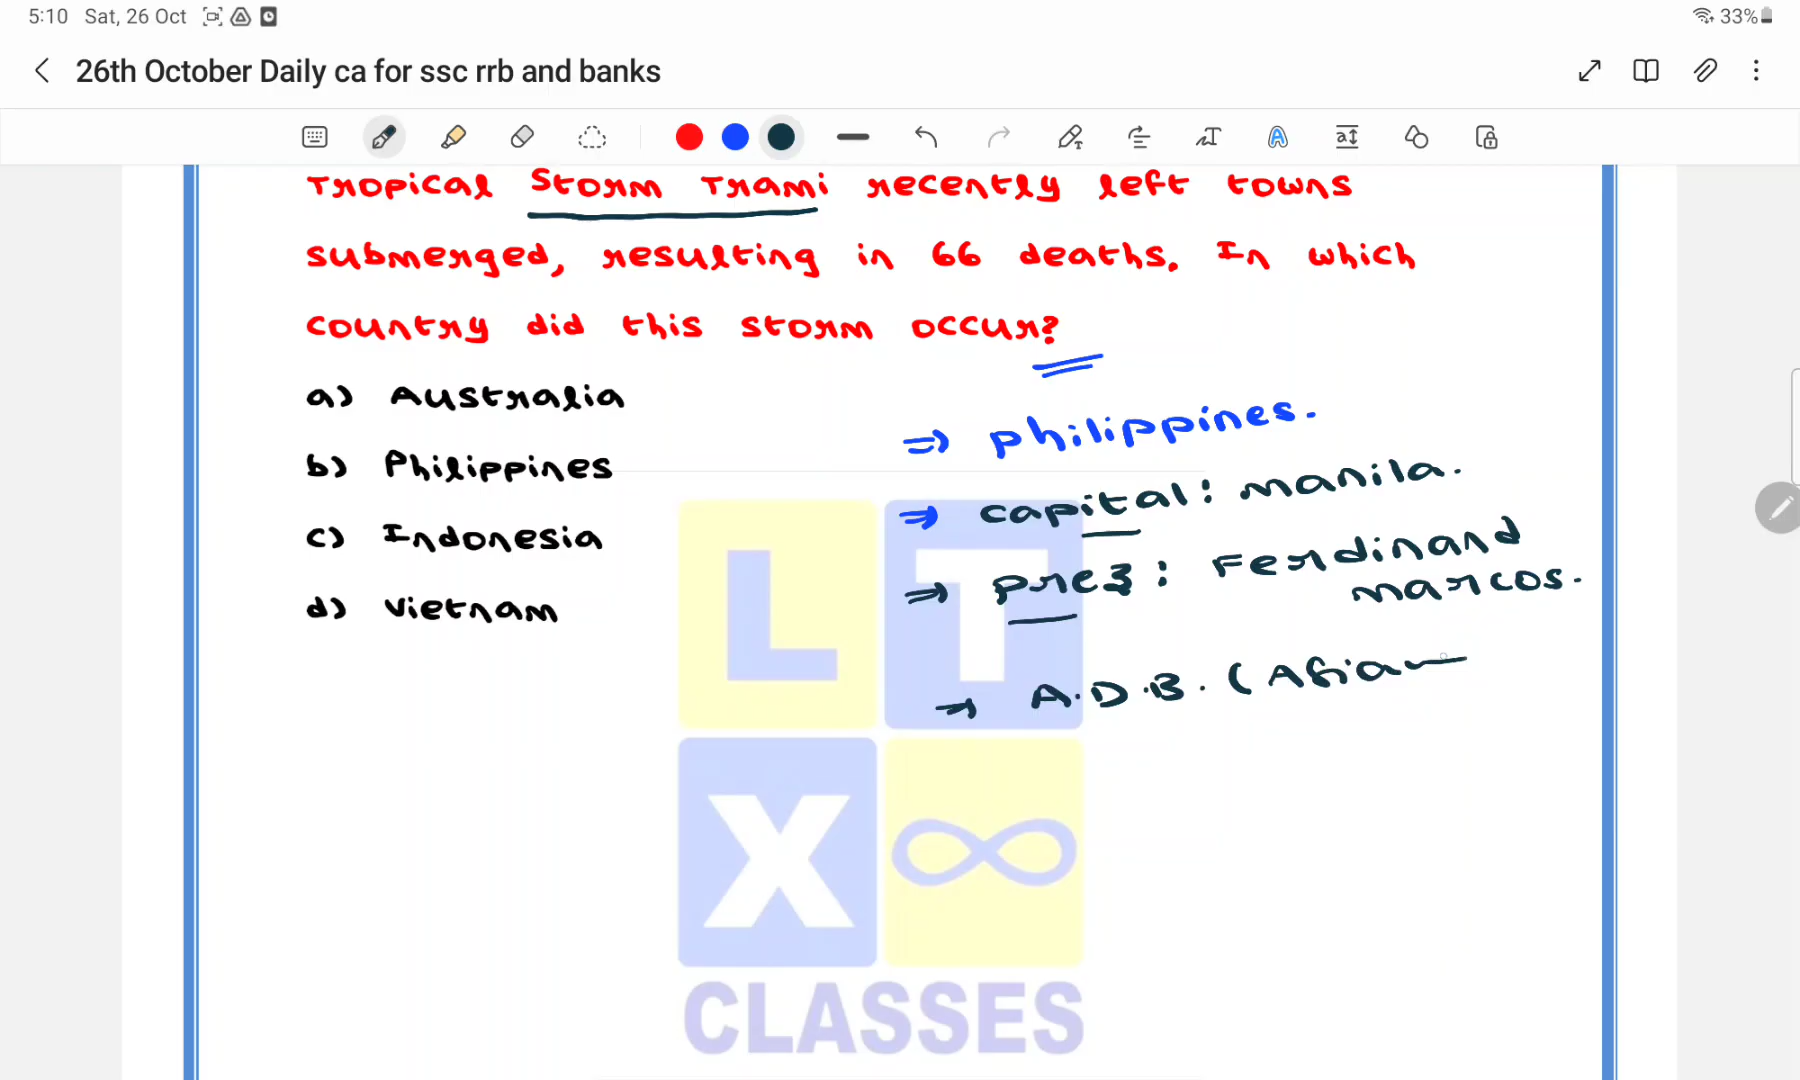 5:10 Sat, 26 Oct
33%
26th October Daily ca for ssc rrb and banks
Tropical Storm Trami recently left towns
submerged, resulting in 66 deaths. In which
country did this storm occur?
a) Australia
b) Philippines
c) Indonesia
d) Vietnam
⇒ Philippines.
⇒ capital: manila.
⇒ pres: Ferdinand
marcos.
→ A.D.B. (Asian
L T
X ∞
CLASSES